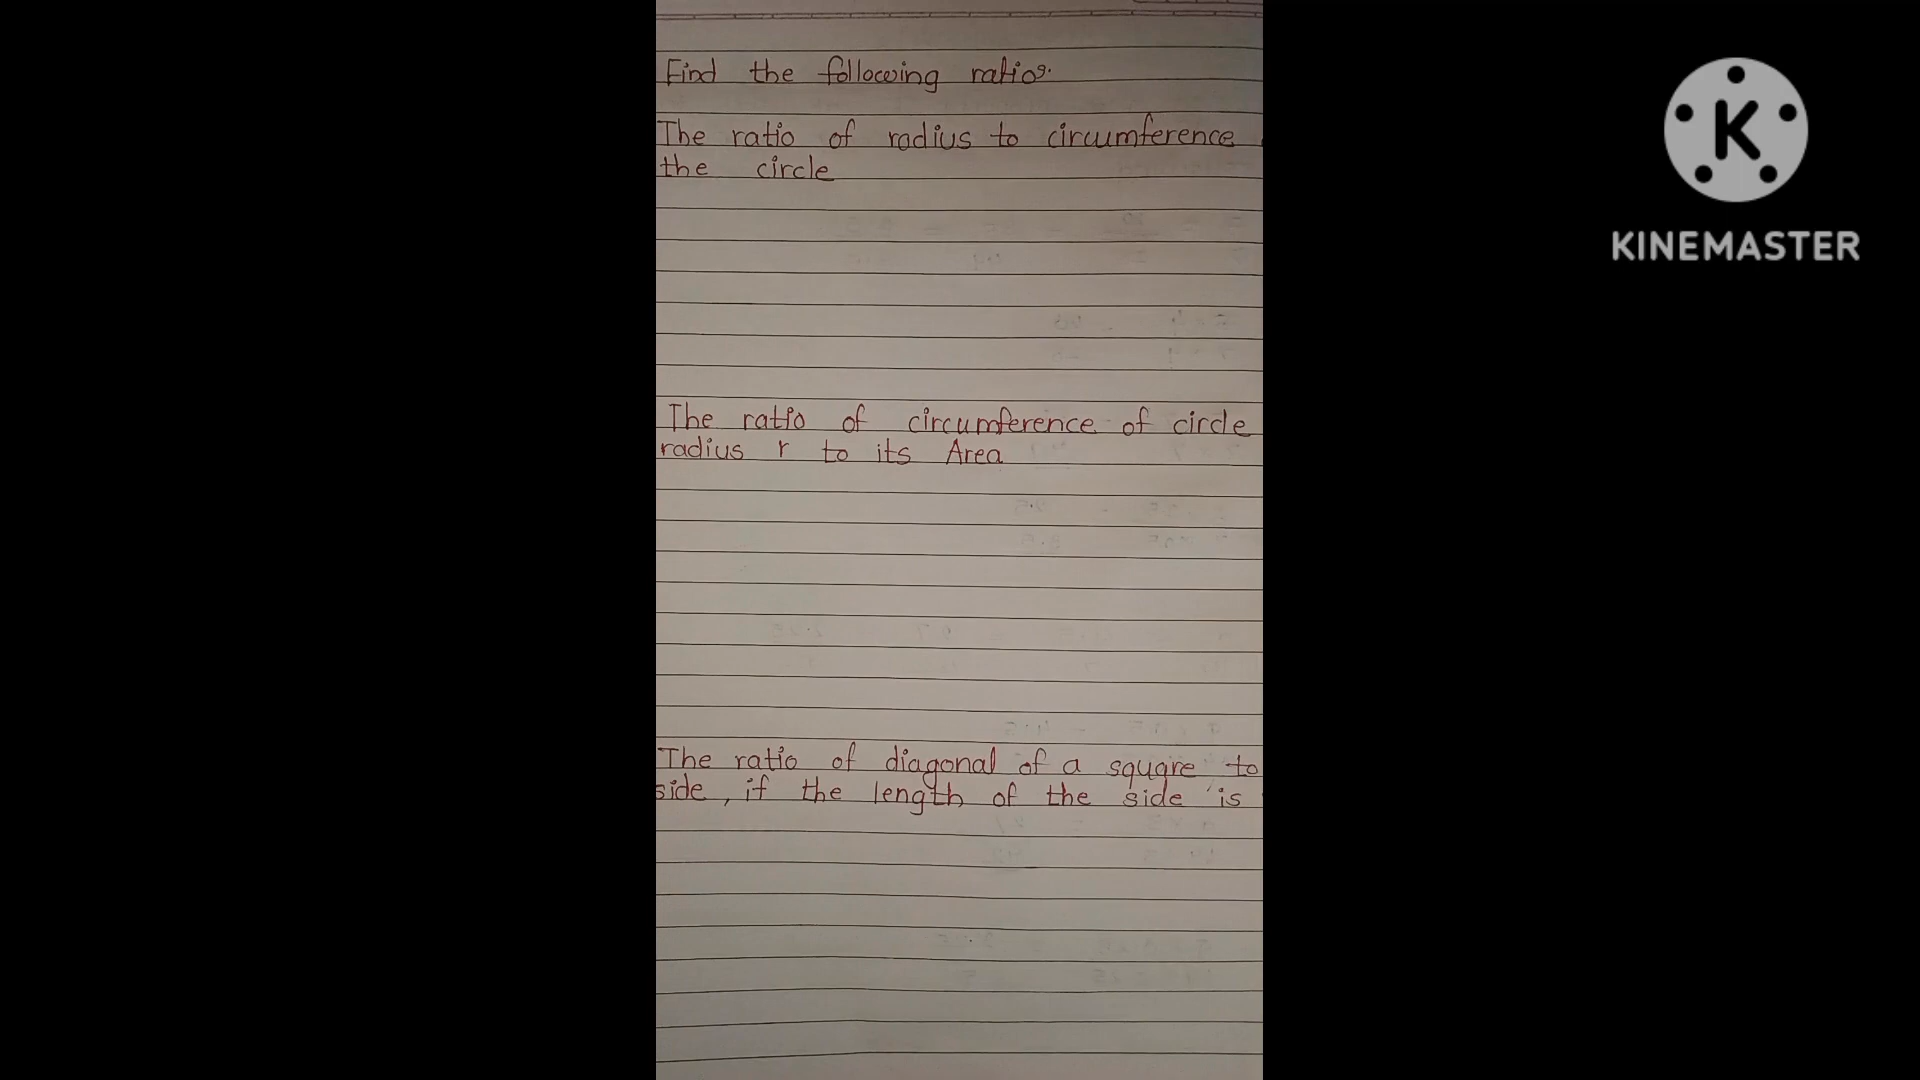 Find the following ratios.
The ratio of radius to circumference
the circle
The ratio of circumference of circle
radius r to its Area
The ratio of diagonal of a square to
side, if the length of the side is
K
KINEMASTER